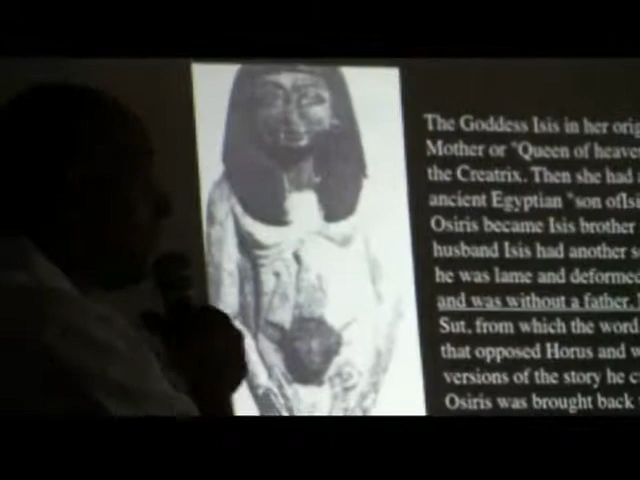 The Goddess Isis in her orig
Mother or "Queen of heave
the Creatrix. Then she had
ancient Egyptian "son ofIsi
Osiris became Isis brother
husband Isis had another s
he was lame and deformed
and was without a father.
Sut, from which the word
that opposed Horus and w
versions of the story he c
Osiris was brought back